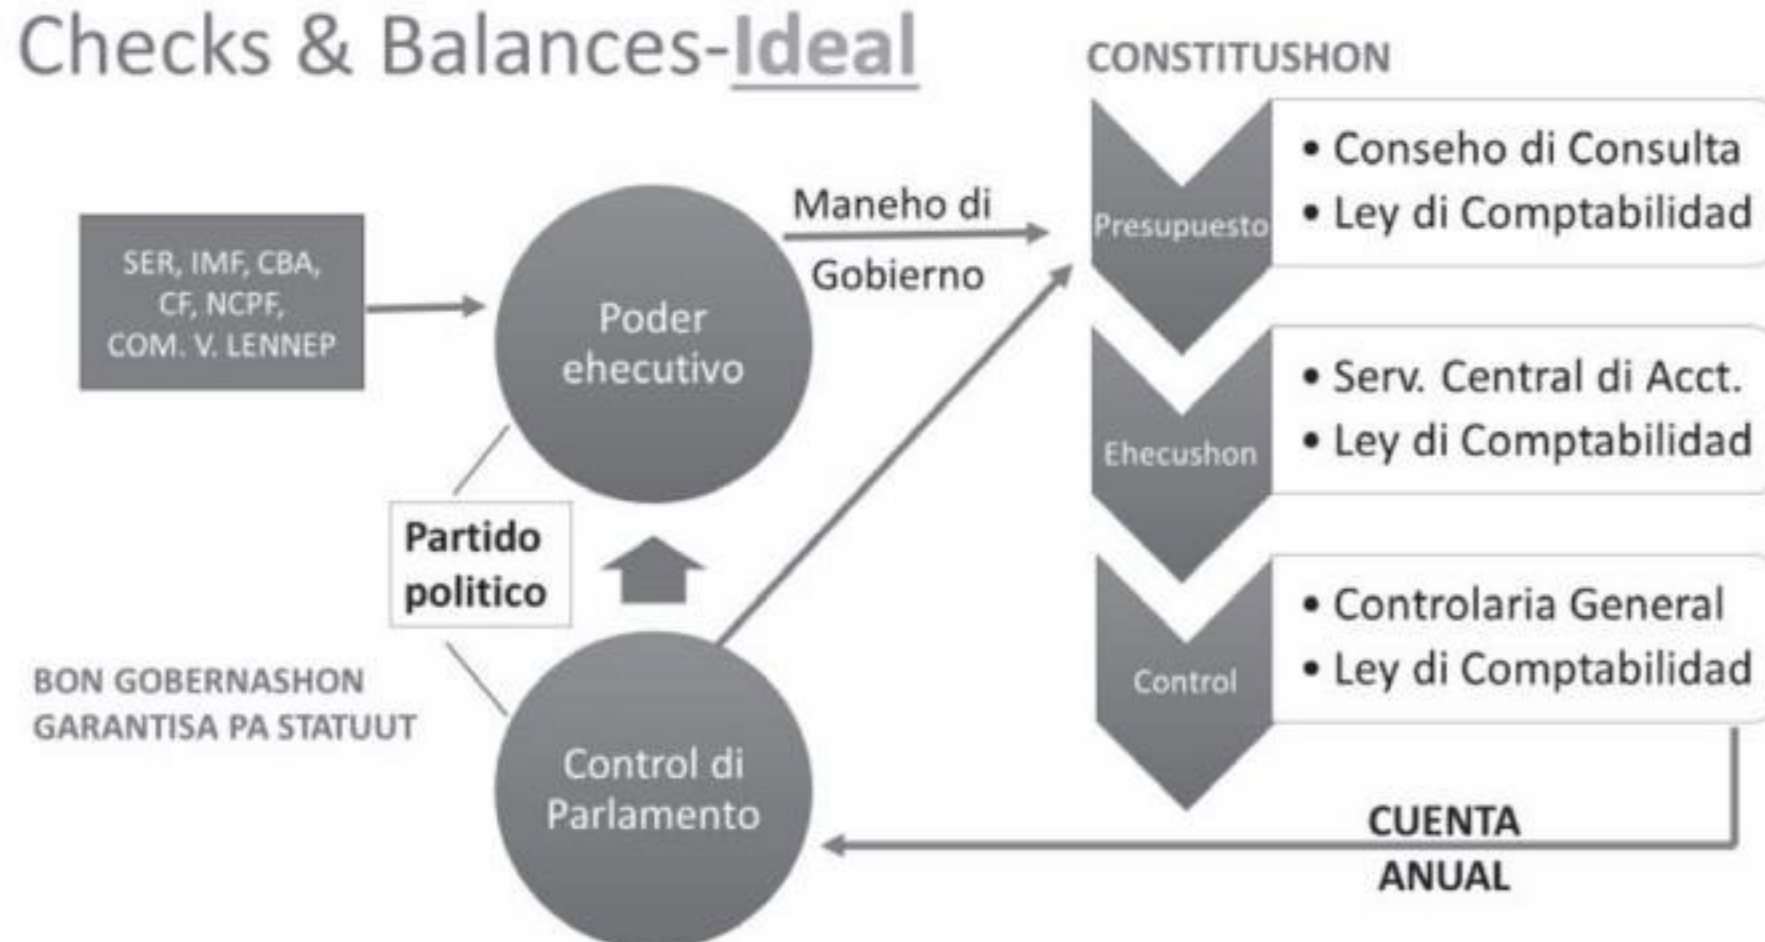 Checks & Balances-Ideal
CONSTITUSHON
SER, IMF, CBA,
CF, NCPF,
COM. V. LENNEP
Poder
ehecutivo
Maneho di
Gobierno
Presupuesto
• Conseho di Consulta
• Ley di Comptabilidad
Ehecushon
• Serv. Central di Acct.
• Ley di Comptabilidad
Partido
politico
BON GOBERNASHON
GARANTISA PA STATUUT
Control di
Parlamento
Control
• Controlaria General
• Ley di Comptabilidad
CUENTA
ANUAL